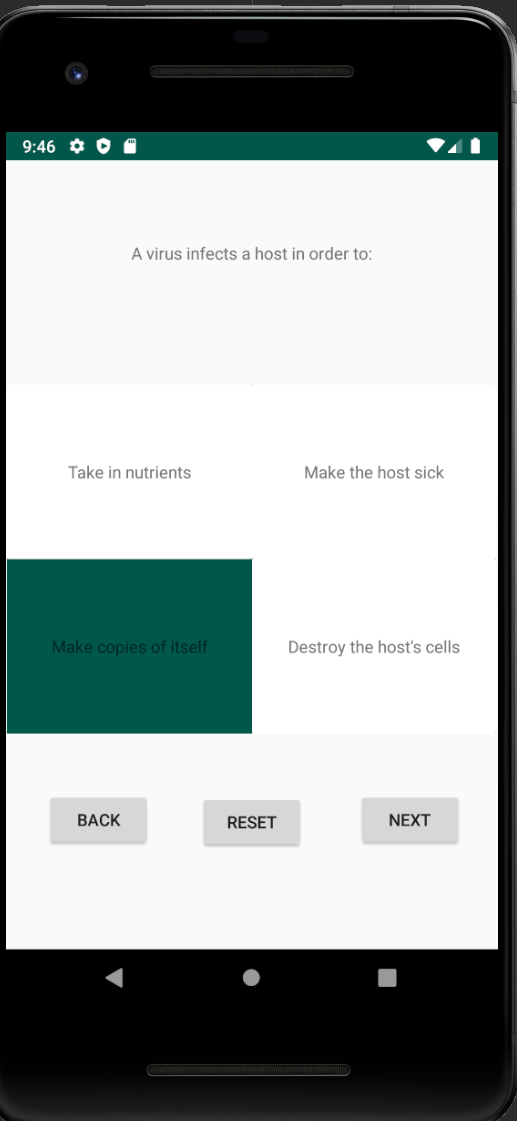 9:46
A virus infects a host in order to:
Take in nutrients
Make the host sick
Make copies of itself
Destroy the host's cells
BACK
RESET
NEXT